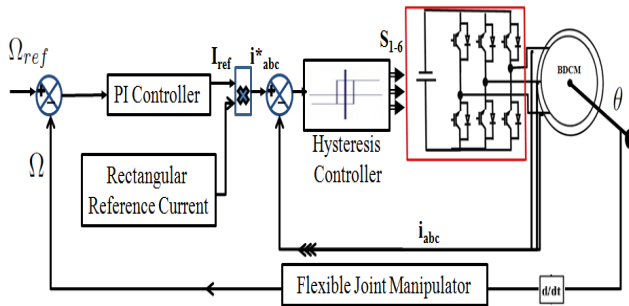 Ω_ref
I_ref
i*_abc
S_1-6
BDCM
θ
PI Controller
Ω
Rectangular
Reference Current
Hysteresis
Controller
i_abc
Flexible Joint Manipulator
d/dt